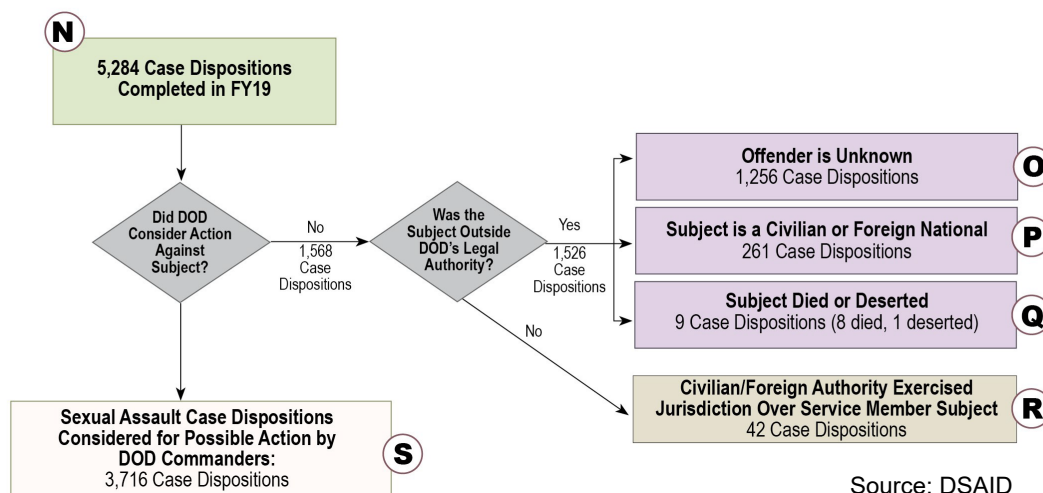 N
5,284 Case Dispositions
Completed in FY19
Did DOD
Consider Action
Against
Subject?
No
1,568
Case
Dispositions
Was the
Subject Outside
DOD's Legal
Authority?
Yes
1,526
Case
Dispositions
Offender is Unknown
1,256 Case Dispositions
O
Subject is a Civilian or Foreign National
261 Case Dispositions
P
Subject Died or Deserted
9 Case Dispositions (8 died, 1 deserted)
Q
No
Civilian/Foreign Authority Exercised
Jurisdiction Over Service Member Subject
42 Case Dispositions
R
Sexual Assault Case Dispositions
Considered for Possible Action by
DOD Commanders:
3,716 Case Dispositions
S
Source: DSAID